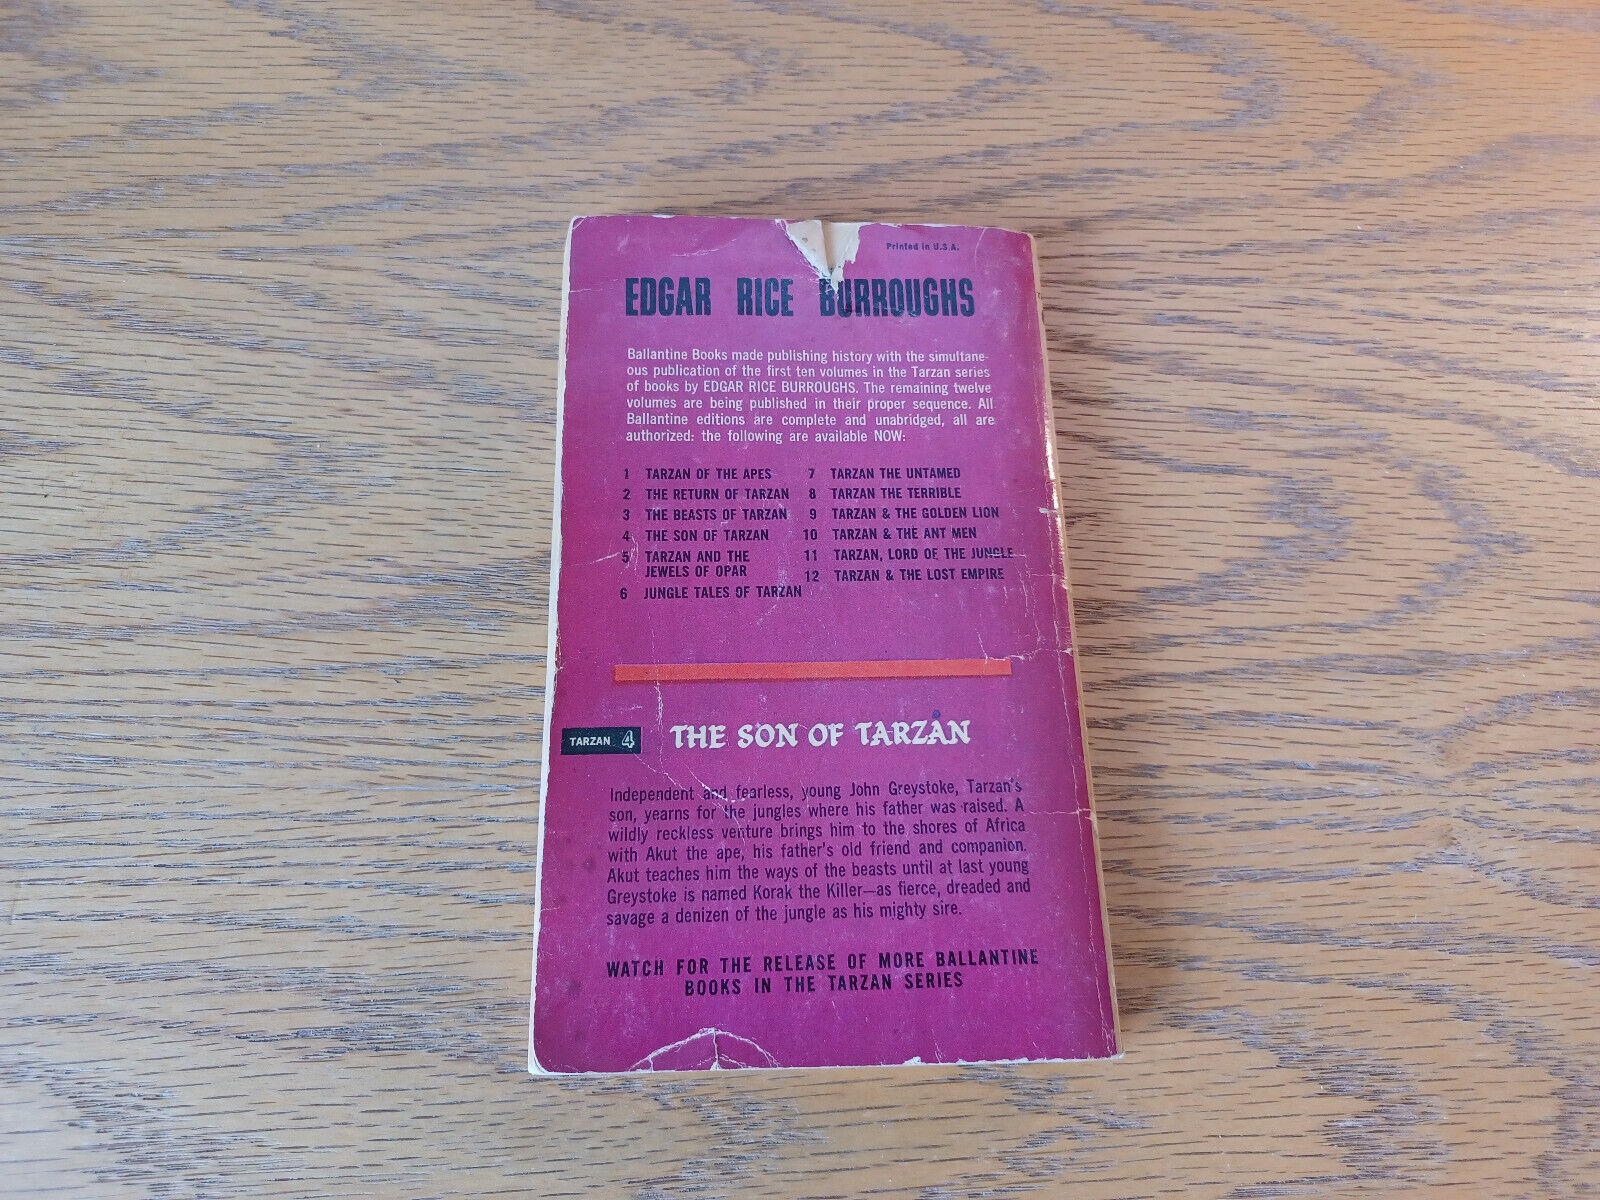 Printed in U.S.A.
EDGAR RICE BURROUGHS
Ballantine Books made publishing history with the simultane-
ous publication of the first ten volumes in the Tarzan series
of books by EDGAR RICE BURROUGHS. The remaining twelve
volumes are being published in their proper sequence. All
Ballantine editions are complete and unabridged, all are
authorized: the following are available NOW:
1 TARZAN OF THE APES
2 THE RETURN OF TARZAN
3 THE BEASTS OF TARZAN
4 THE SON OF TARZAN
5 TARZAN AND THE
JEWELS OF OPAR
6 JUNGLE TALES OF TARZAN
7 TARZAN THE UNTAMED
8 TARZAN THE TERRIBLE
9 TARZAN & THE GOLDEN LION
10 TARZAN & THE ANT MEN
11 TARZAN, LORD OF THE JUNGLE
12 TARZAN & THE LOST EMPIRE
TARZAN 4
THE SON OF TARZAN
Independent and fearless, young John Greystoke, Tarzan's
son, yearns for the jungles where his father was raised. A
wildly reckless venture brings him to the shores of Africa
with Akut the ape, his father's old friend and companion.
Akut teaches him the ways of the beasts until at last young
Greystoke is named Korak the Killer—as fierce, dreaded and
savage a denizen of the jungle as his mighty sire.
WATCH FOR THE RELEASE OF MORE BALLANTINE
BOOKS IN THE TARZAN SERIES